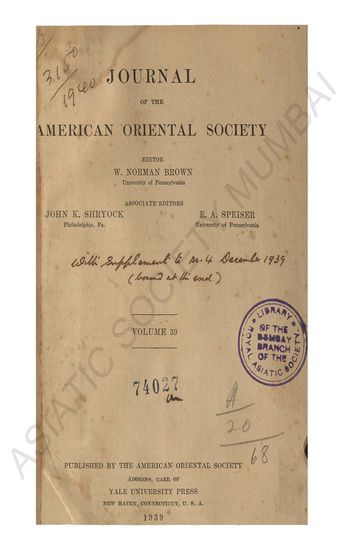 3150
1940
JOURNAL
OF THE
AMERICAN ORIENTAL SOCIETY
EDITOR
W. NORMAN BROWN
University of Pennsylvania
ASSOCIATE EDITORS
JOHN K. SHRYOCK
Philadelphia, Pa.
E. A. SPEISER
University of Pennsylvania
With Supplement to No. 4 December 1939
(bound at the end)
VOLUME 59
LIBRARY
OF THE
BOMBAY
BRANCH
OF THE
ROYAL ASIATIC SOCIETY
74027
A
20
68
PUBLISHED BY THE AMERICAN ORIENTAL SOCIETY
ADDRESS, CARE OF
YALE UNIVERSITY PRESS
NEW HAVEN, CONNECTICUT, U. S. A.
1939
ASIATIC SOCIETY MUMBAI